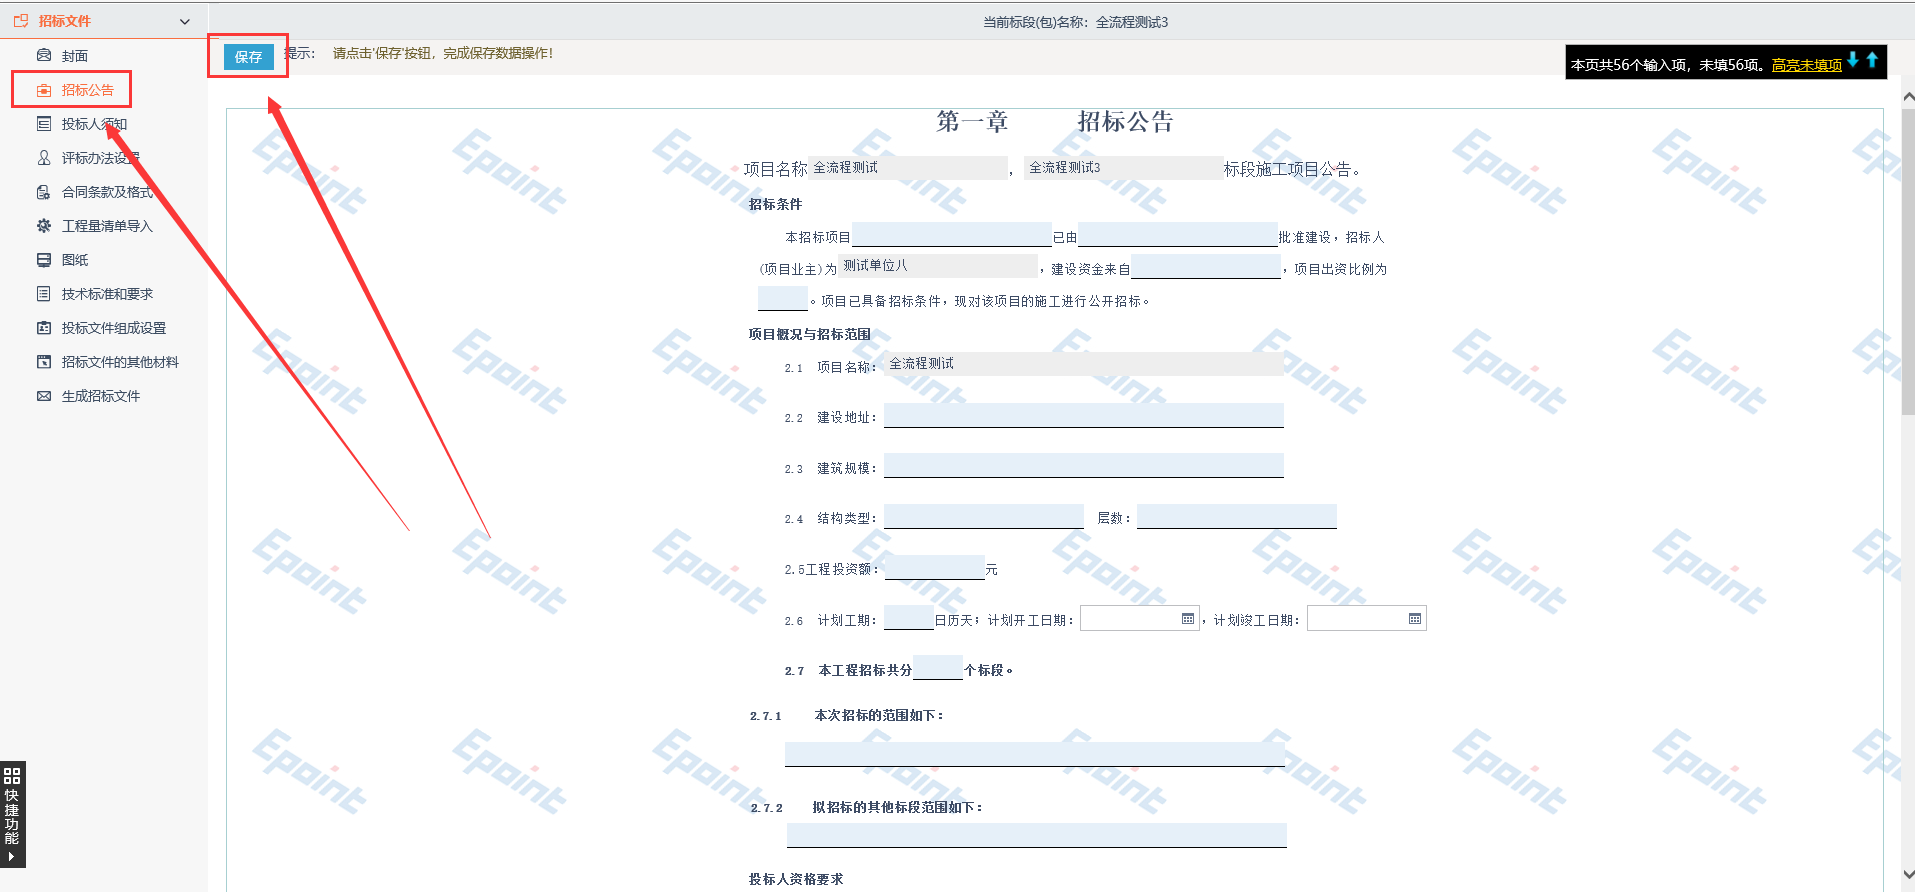 招标文件
当前标段(包)名称：全流程测试3
封面
招标公告
投标人须知
评标办法设置
合同条款及格式
工程量清单导入
图纸
技术标准和要求
投标文件组成设置
招标文件的其他材料
生成招标文件
快捷功能
保存
提示： 请点击'保存'按钮，完成保存数据操作！
本页共56个输入项，未填56项。高亮未填项
第一章 招标公告
项目名称 全流程测试 ， 全流程测试3 标段施工项目公告。
招标条件
本招标项目 已由 批准建设，招标人
(项目业主)为 测试单位八 ，建设资金来自 ，项目出资比例为
。项目已具备招标条件，现对该项目的施工进行公开招标。
项目概况与招标范围
2.1 项目名称： 全流程测试
2.2 建设地址：
2.3 建筑规模：
2.4 结构类型： 层数：
2.5工程投资额： 元
2.6 计划工期： 日历天；计划开工日期： ，计划竣工日期：
2.7 本工程招标共分 个标段。
2.7.1 本次招标的范围如下：
2.7.2 拟招标的其他标段范围如下：
投标人资格要求
Epoint